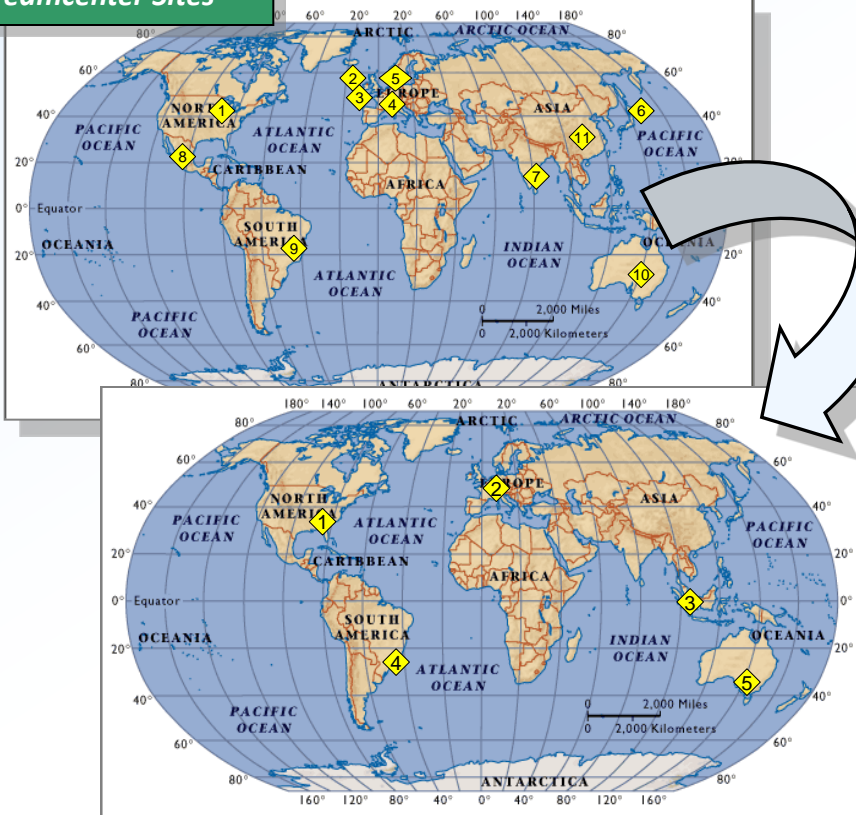 Sites
60° 20° 20° 60° 100° 140° 180°
ARCTIC
ARCTIC OCEAN
80° 80°
60° 60°
2 5
EUROPE
3 4
ASIA
NORTH AMERICA
1 6
40° 40°
PACIFIC OCEAN
ATLANTIC OCEAN
PACIFIC OCEAN
11
8 CARIBBEAN
20° 20°
7
AFRICA
0° Equator
SOUTH AMERICA
9
OCEANIA
INDIAN OCEAN
OCEANIA
20° 20°
10
ATLANTIC OCEAN
40° 40°
0 2,000 Miles
0 2,000 Kilometers
PACIFIC OCEAN
60° 60°
80° 80°
ANTARCTICA
180° 140° 100° 60° 20° 20° 60° 100° 140° 180°
ARCTIC
ARCTIC OCEAN
80° 80°
60° 60°
2 EUROPE
NORTH AMERICA
ASIA
40° 40°
1
PACIFIC OCEAN
ATLANTIC OCEAN
PACIFIC OCEAN
20° 20°
CARIBBEAN
AFRICA
0° Equator 0°
3
SOUTH AMERICA
OCEANIA
INDIAN OCEAN
OCEANIA
20° 20°
4
ATLANTIC OCEAN
5
40° 40°
0 2,000 Miles
0 2,000 Kilometers
PACIFIC OCEAN
60° 60°
80° 80°
ANTARCTICA
160° 120° 80° 40° 0° 40° 80° 120° 160°